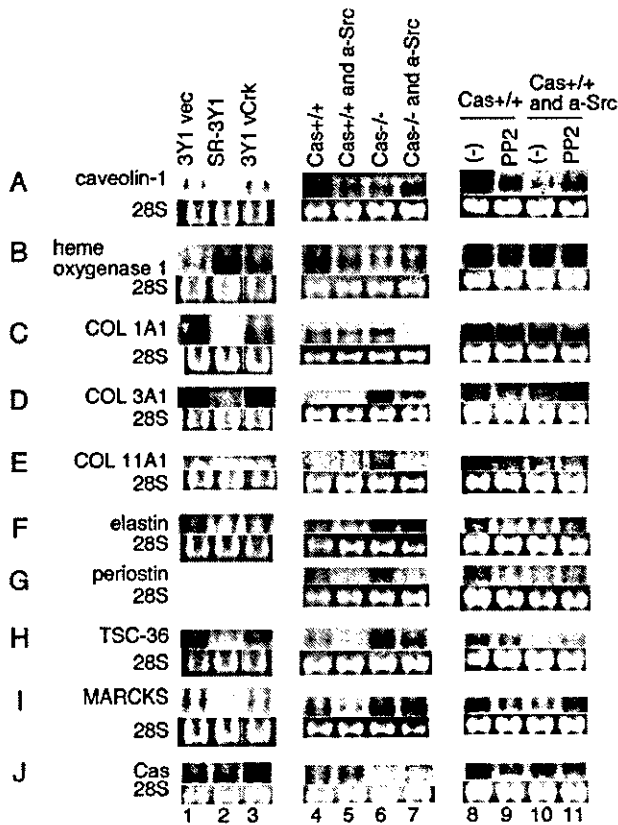 3Y1 vec
SR-3Y1
3Y1 vCrk
Cas+/+
Cas+/+ and a-Src
Cas-/-
Cas-/- and a-Src
Cas+/+
Cas+/+
and a-Src
(-)
PP2
(-)
PP2
A caveolin-1
28S
B heme
oxygenase 1
28S
C COL 1A1
28S
D COL 3A1
28S
E COL 11A1
28S
F elastin
28S
G periostin
28S
H TSC-36
28S
I MARCKS
28S
J Cas
28S
1 2 3 4 5 6 7 8 9 10 11